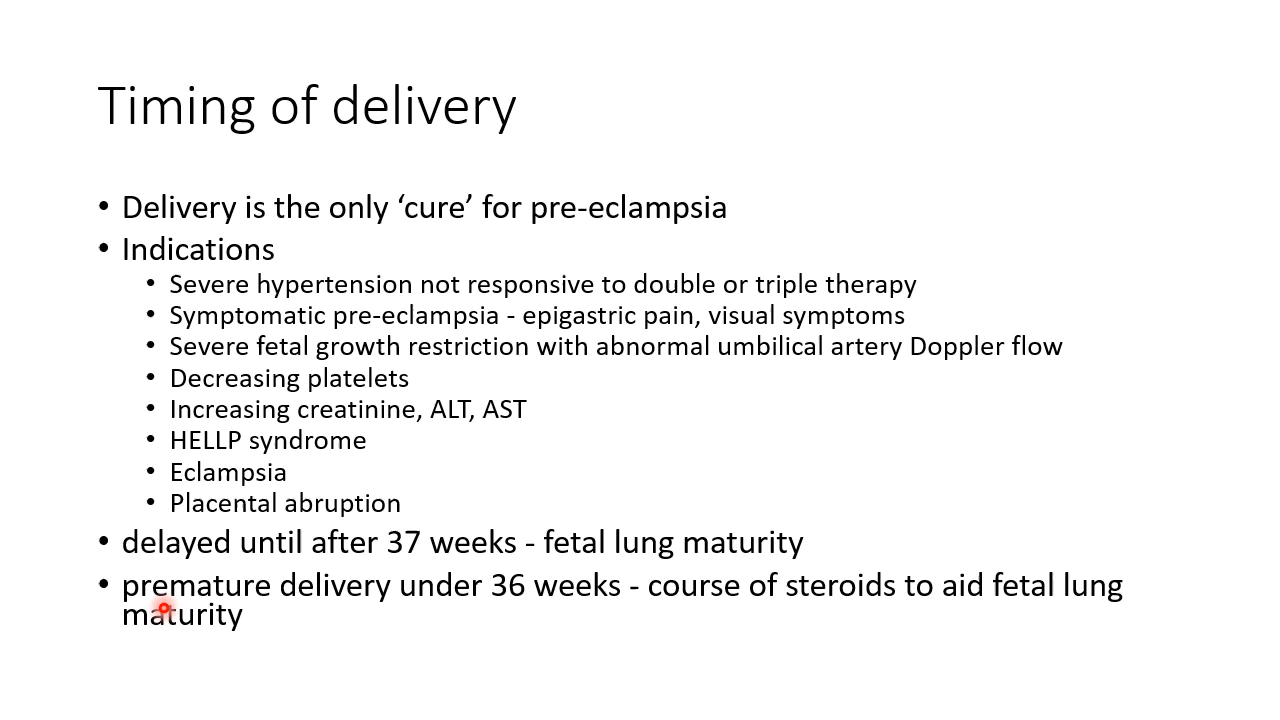 Timing of delivery
• Delivery is the only ‘cure’ for pre-eclampsia
• Indications
• Severe hypertension not responsive to double or triple therapy
• Symptomatic pre-eclampsia - epigastric pain, visual symptoms
• Severe fetal growth restriction with abnormal umbilical artery Doppler flow
• Decreasing platelets
• Increasing creatinine, ALT, AST
• HELLP syndrome
• Eclampsia
• Placental abruption
• delayed until after 37 weeks - fetal lung maturity
• premature delivery under 36 weeks - course of steroids to aid fetal lung
maturity